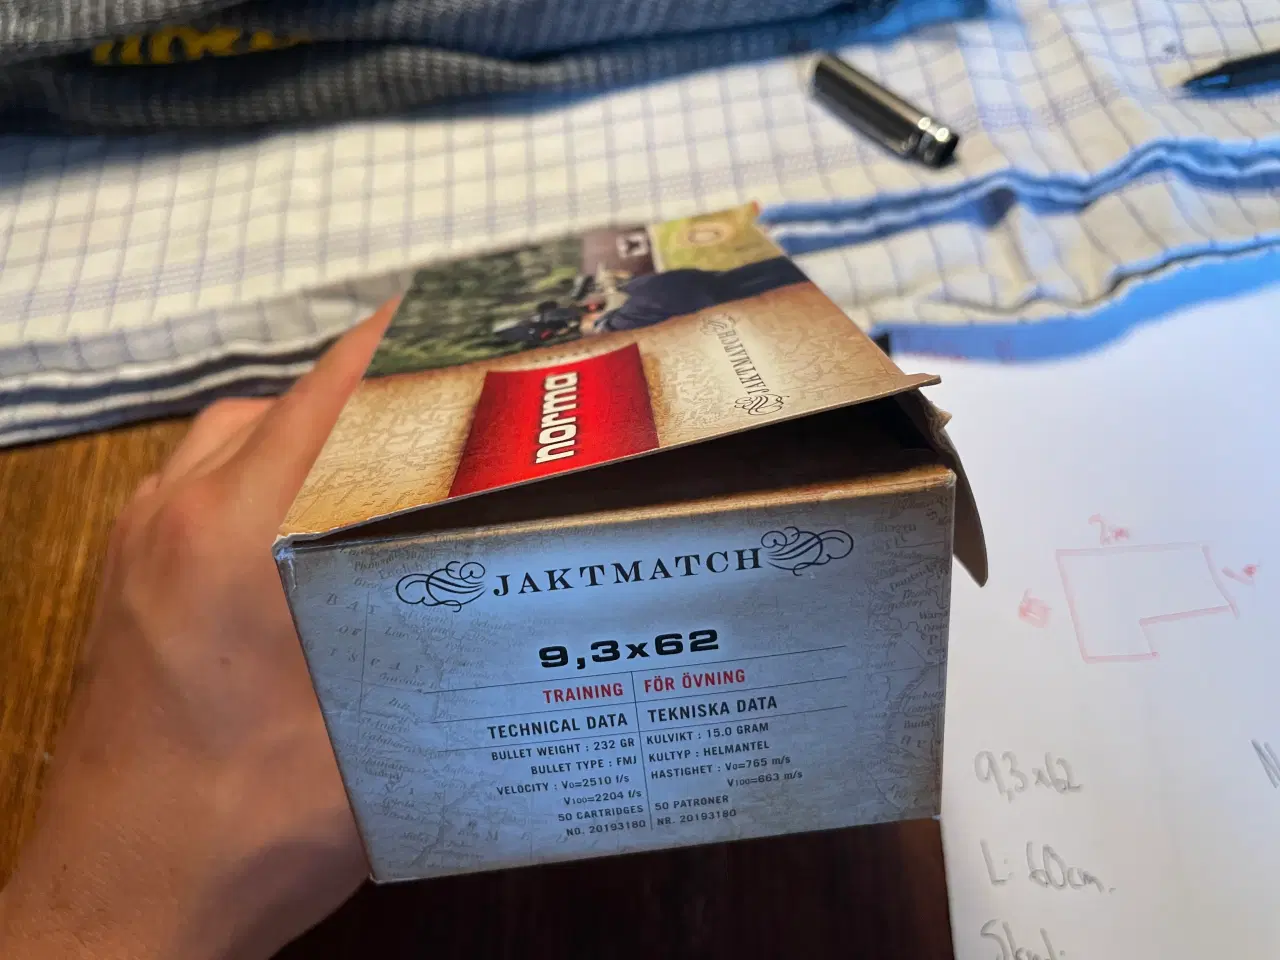 norma
JAKTMATCH
JAKTMATCH
9,3x62
TRAINING FÖR ÖVNING
TECHNICAL DATA TEKNISKA DATA
BULLET WEIGHT : 232 GR KULVIKT : 15.0 GRAM
BULLET TYPE : FMJ KULTYP : HELMANTEL
VELOCITY : V0=2510 f/s HASTIGHET : V0=765 m/s
V100=2204 f/s V100=663 m/s
50 CARTRIDGES 50 PATRONER
NO. 20193180 NR. 20193180
2m
9,3x62
L: 60cm.